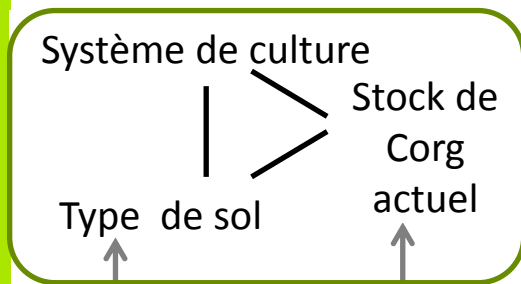 Système de culture
Stock de
Corg
actuel
Type de sol